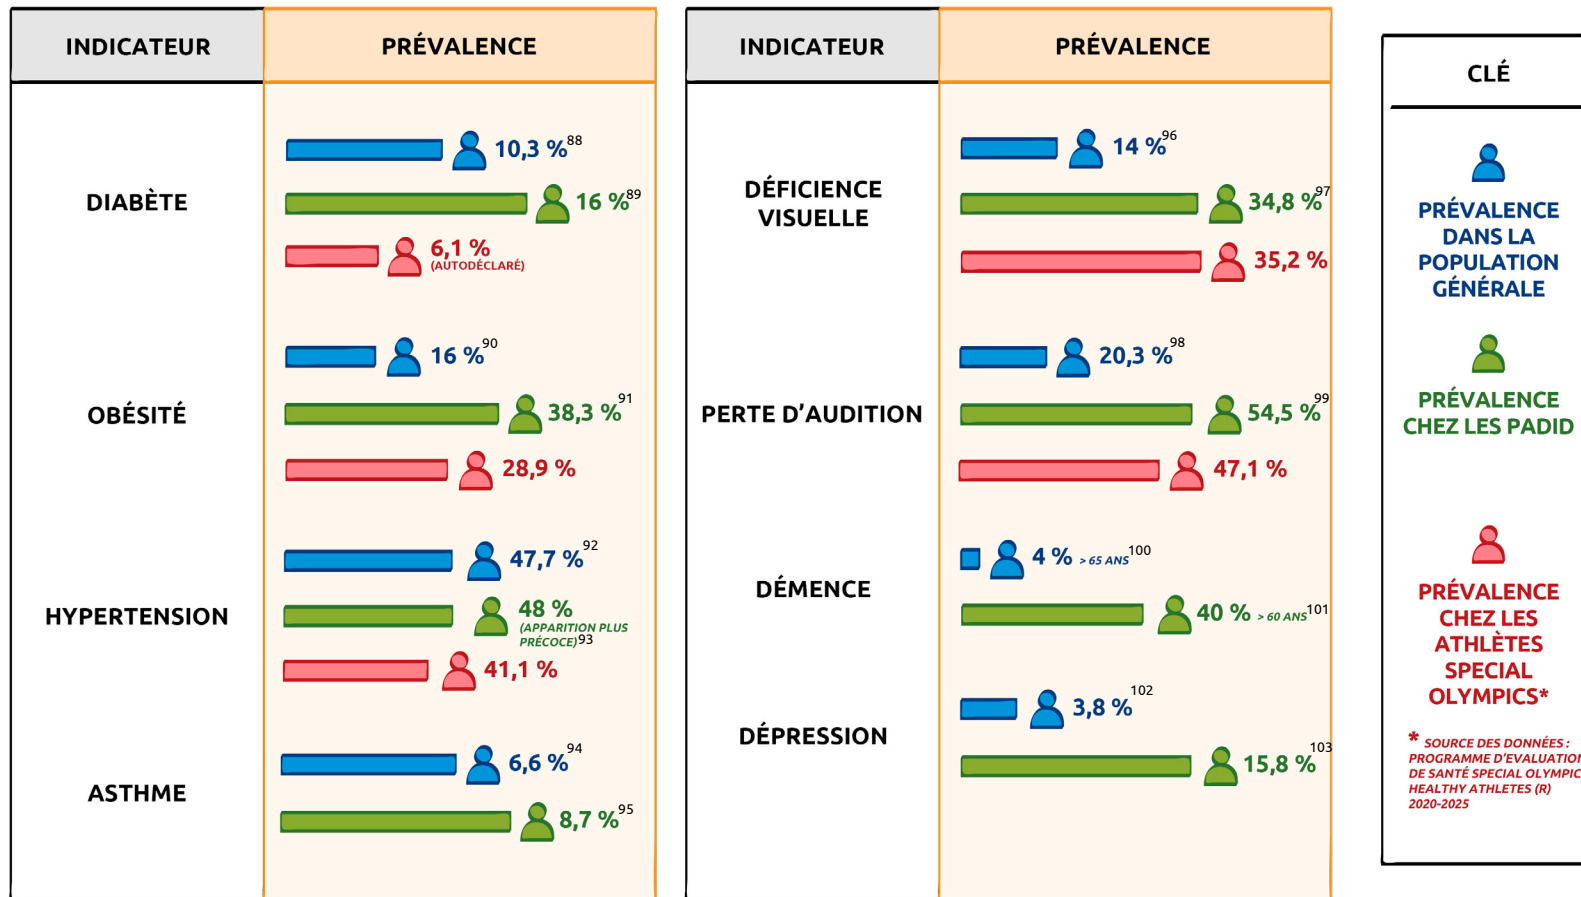 INDICATEUR
PRÉVALENCE
DIABÈTE
10,3 %88
16 %89
6,1 %
(AUTODÉCLARÉ)
OBÉSITÉ
16 %90
38,3 %91
28,9 %
HYPERTENSION
47,7 %92
48 %
(APPARITION PLUS
PRÉCOCE)93
41,1 %
ASTHME
6,6 %94
8,7 %95
INDICATEUR
PRÉVALENCE
DÉFICIENCE
VISUELLE
14 %96
34,8 %97
35,2 %
PERTE D'AUDITION
20,3 %98
54,5 %99
47,1 %
DÉMENCE
4 % > 65 ANS100
40 % > 60 ANS101
DÉPRESSION
3,8 %102
15,8 %103
CLÉ
PRÉVALENCE
DANS LA
POPULATION
GÉNÉRALE
PRÉVALENCE
CHEZ LES PADID
PRÉVALENCE
CHEZ LES
ATHLÈTES
SPECIAL
OLYMPICS*
* SOURCE DES DONNÉES :
PROGRAMME D'EVALUATION
DE SANTÉ SPECIAL OLYMPIC
HEALTHY ATHLETES (R)
2020-2025